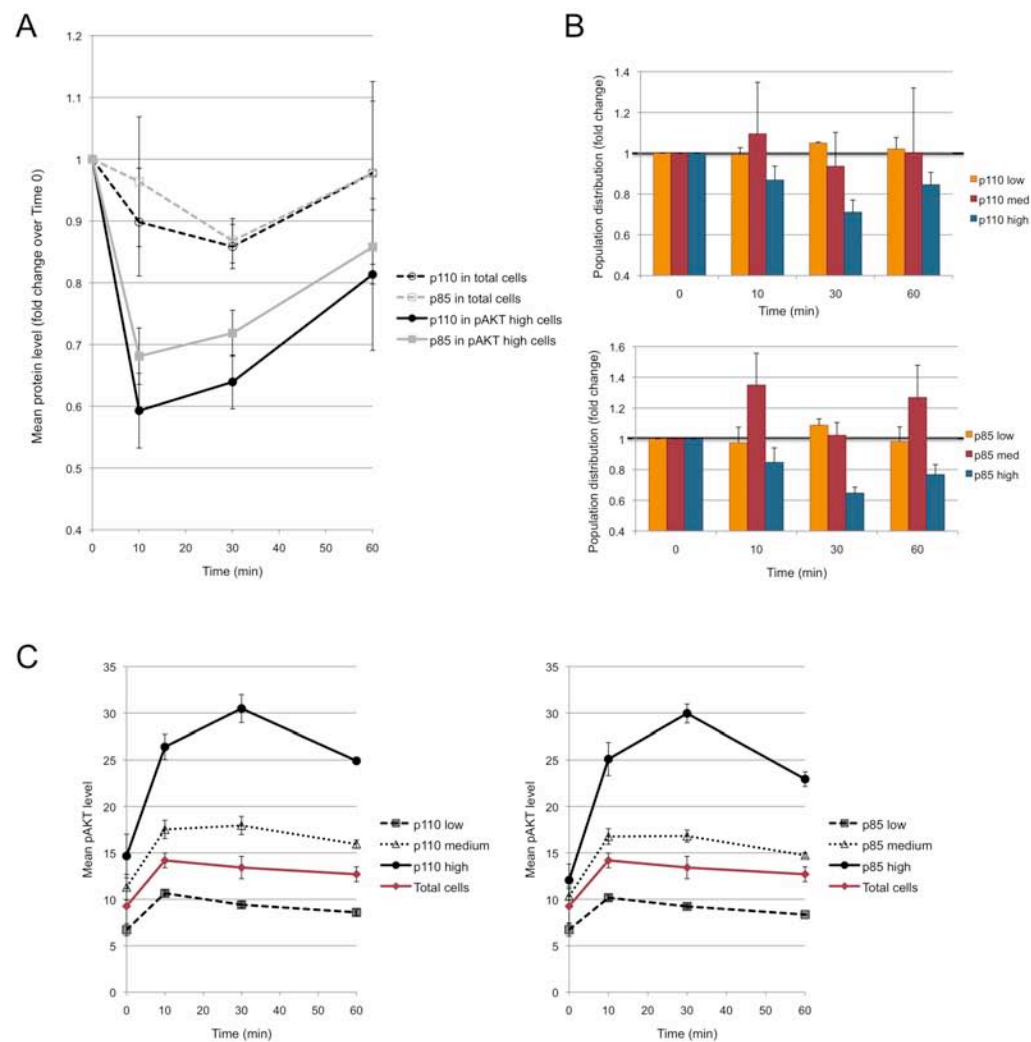 A
Mean protein level (fold change over Time 0)
1.2
1.1
1
0.9
0.8
0.7
0.6
0.5
0.4
0 10 20 30 40 50 60
Time (min)
p110 in total cells
p85 in total cells
p110 in pAKT high cells
p85 in pAKT high cells
B
Population distribution (fold change)
1.4
1.2
1
0.8
0.6
0.4
0 10 30 60
Time (min)
p110 low
p110 med
p110 high
Population distribution (fold change)
1.6
1.4
1.2
1
0.8
0.6
0.4
0 10 30 60
Time (min)
p85 low
p85 med
p85 high
C
Mean pAKT level
35
30
25
20
15
10
5
0
0 10 20 30 40 50 60
Time (min)
p110 low
p110 medium
p110 high
Total cells
Mean pAKT level
35
30
25
20
15
10
5
0
0 10 20 30 40 50 60
Time (min)
p85 low
p85 medium
p85 high
Total cells